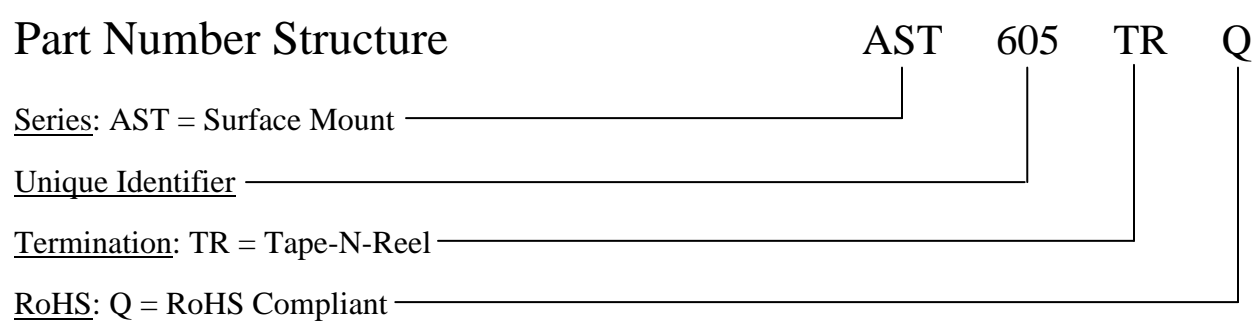 Part Number Structure AST 605 TR Q
Series: AST = Surface Mount
Unique Identifier
Termination: TR = Tape-N-Reel
RoHS: Q = RoHS Compliant